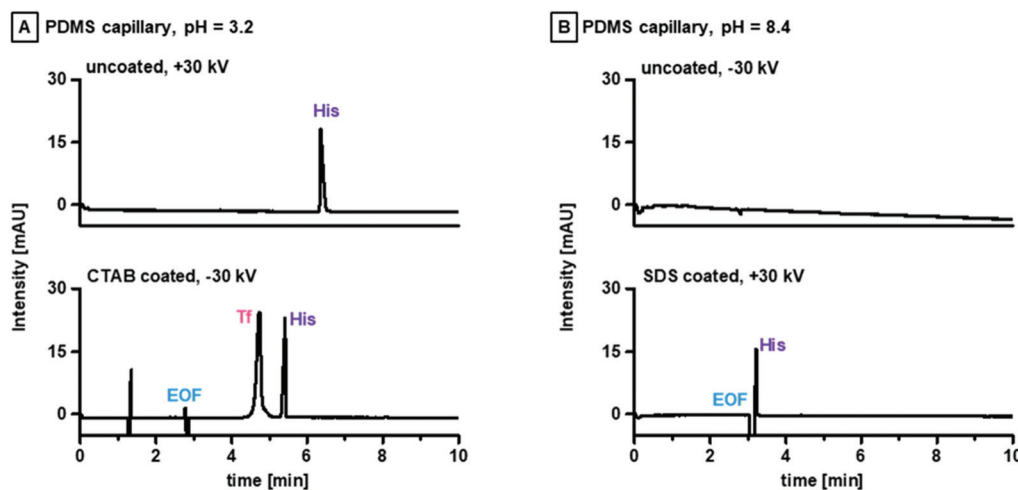 A PDMS capillary, pH = 3.2
uncoated, +30 kV
30
15
0
His
CTAB coated, -30 kV
30
15
0
EOF
Tf
His
0 2 4 6 8 10
time [min]
Intensity [mAU]
B PDMS capillary, pH = 8.4
uncoated, -30 kV
30
15
0
SDS coated, +30 kV
30
15
0
EOF
His
0 2 4 6 8 10
time [min]
Intensity [mAU]